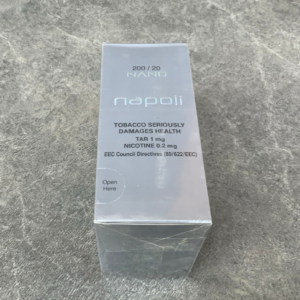 200 / 20
NANO
napoli
TOBACCO SERIOUSLY
DAMAGES HEALTH
TAR 1 mg
NICOTINE 0.2 mg
EEC Council Directives (89/622/EEC)
Open
Here